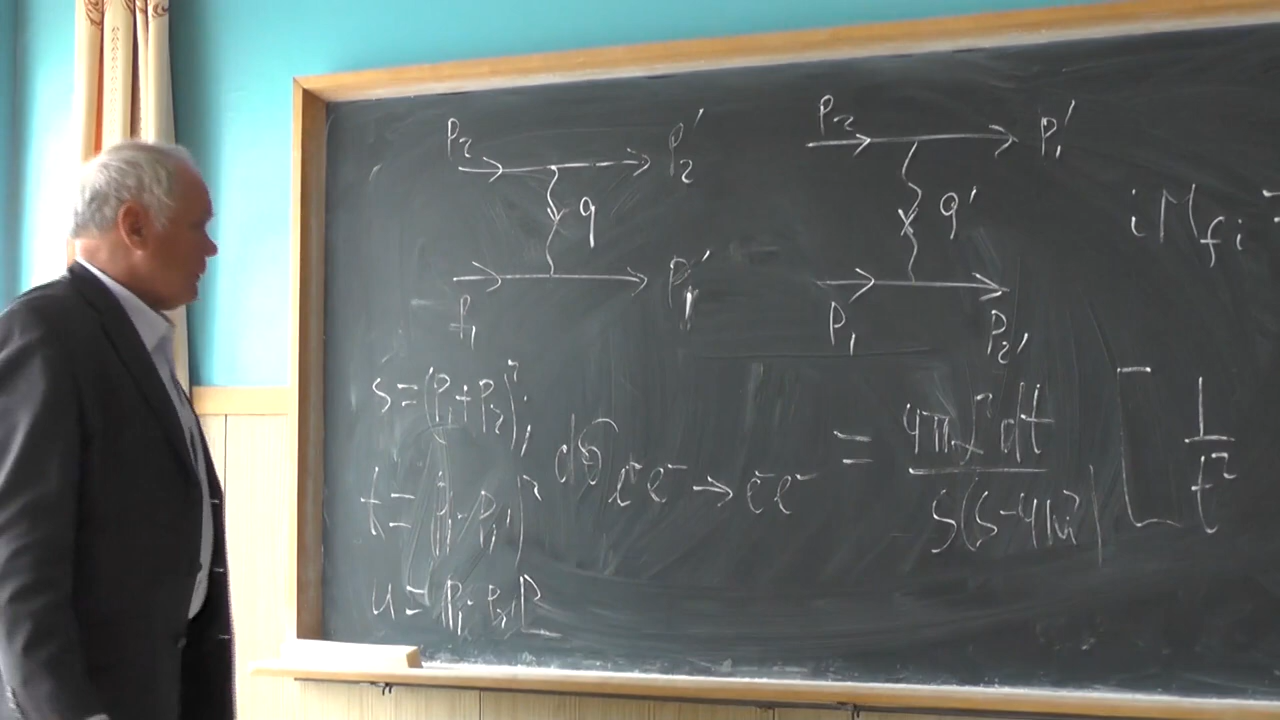 P₂ P₂′ P₂ P₁′
q q′ iM_fi =
P₁ P₁′ P₁ P₂′
s = (P₁ + P₂)²;
dσ e⁻e⁻ → e⁻e⁻ = 4πα² dt / s(s-4m²) [ 1/t²
t = (P₁ - P₁′)²
u = (P₁ - P₂′)²